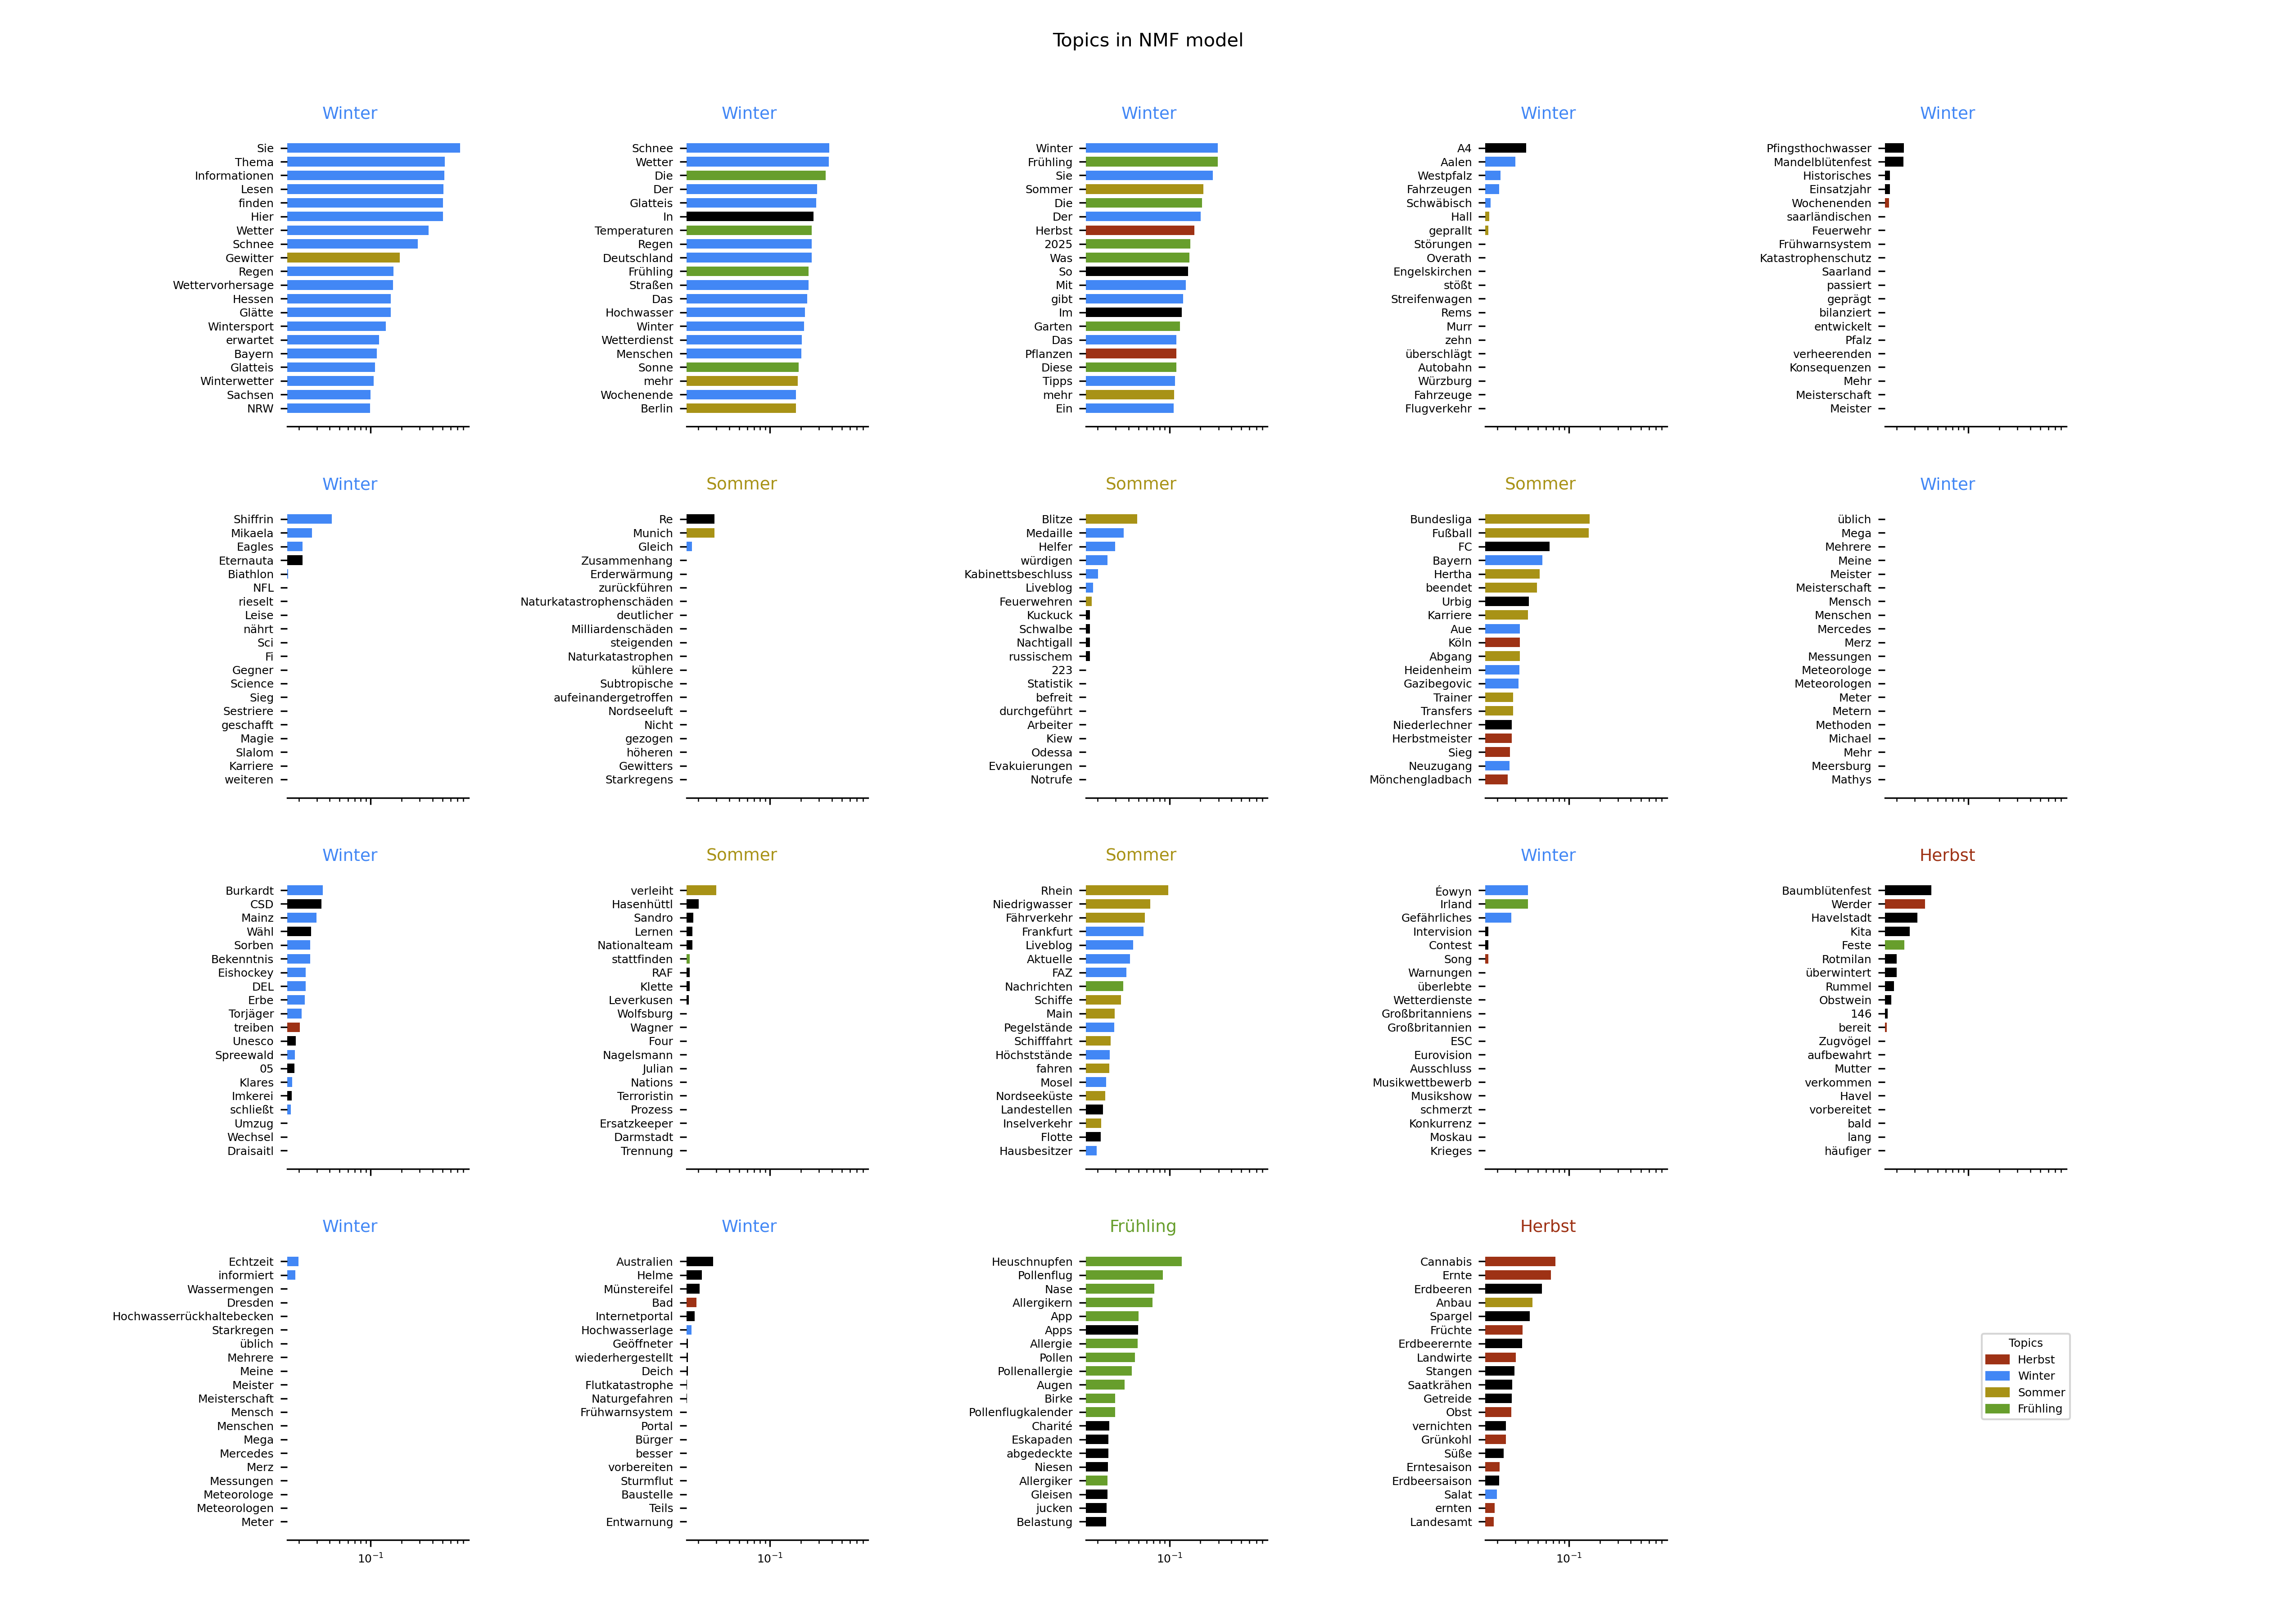 Topics in NMF model
Winter
Sie
Thema
Informationen
Lesen
finden
Hier
Wetter
Schnee
Gewitter
Regen
Wettervorhersage
Hessen
Glätte
Wintersport
erwartet
Bayern
Glatteis
Winterwetter
Sachsen
NRW
Winter
Schnee
Wetter
Die
Der
Glatteis
In
Temperaturen
Regen
Deutschland
Frühling
Straßen
Das
Hochwasser
Winter
Wetterdienst
Menschen
Sonne
mehr
Wochenende
Berlin
Winter
Winter
Frühling
Sie
Sommer
Die
Der
Herbst
2025
Was
So
Mit
gibt
Im
Garten
Das
Pflanzen
Diese
Tipps
mehr
Ein
Winter
A4
Aalen
Westpfalz
Fahrzeugen
Schwäbisch
Hall
geprallt
Störungen
Overath
Engelskirchen
stößt
Streifenwagen
Rems
Murr
zehn
überschlägt
Autobahn
Würzburg
Fahrzeuge
Flugverkehr
Winter
Pfingsthochwasser
Mandelblütenfest
Historisches
Einsatzjahr
Wochenenden
saarländischen
Feuerwehr
Frühwarnsystem
Katastrophenschutz
Saarland
passiert
geprägt
bilanziert
entwickelt
Pfalz
verheerenden
Konsequenzen
Mehr
Meisterschaft
Meister
Winter
Shiffrin
Mikaela
Eagles
Eternauta
Biathlon
NFL
rieselt
Leise
nährt
Sci
Fi
Gegner
Science
Sieg
Sestriere
geschafft
Magie
Slalom
Karriere
weiteren
Sommer
Re
Munich
Gleich
Zusammenhang
Erderwärmung
zurückführen
Naturkatastrophenschäden
deutlicher
Milliardenschäden
steigenden
Naturkatastrophen
kühlere
Subtropische
aufeinandergetroffen
Nordseeluft
Nicht
gezogen
höheren
Gewitters
Starkregens
Sommer
Blitze
Medaille
Helfer
würdigen
Kabinettsbeschluss
Liveblog
Feuerwehren
Kuckuck
Schwalbe
Nachtigall
russischem
223
Statistik
befreit
durchgeführt
Arbeiter
Kiew
Odessa
Evakuierungen
Notrufe
Sommer
Bundesliga
Fußball
FC
Bayern
Hertha
beendet
Urbig
Karriere
Aue
Köln
Abgang
Heidenheim
Gazibegovic
Trainer
Transfers
Niederlechner
Herbstmeister
Sieg
Neuzugang
Mönchengladbach
Winter
üblich
Mega
Mehrere
Meine
Meister
Meisterschaft
Mensch
Menschen
Mercedes
Merz
Messungen
Meteorologe
Meteorologen
Meter
Metern
Methoden
Michael
Mehr
Meersburg
Mathys
Winter
Burkardt
CSD
Mainz
Wähl
Sorben
Bekenntnis
Eishockey
DEL
Erbe
Torjäger
treiben
Unesco
Spreewald
05
Klares
Imkerei
schließt
Umzug
Wechsel
Draisaitl
Sommer
verleiht
Hasenhüttl
Sandro
Lernen
Nationalteam
stattfinden
RAF
Klette
Leverkusen
Wolfsburg
Wagner
Four
Nagelsmann
Julian
Nations
Terroristin
Prozess
Ersatzkeeper
Darmstadt
Trennung
Sommer
Rhein
Niedrigwasser
Fährverkehr
Frankfurt
Liveblog
Aktuelle
FAZ
Nachrichten
Schiffe
Main
Pegelstände
Schifffahrt
Höchststände
fahren
Mosel
Nordseeküste
Landestellen
Inselverkehr
Flotte
Hausbesitzer
Winter
Éowyn
Irland
Gefährliches
Intervision
Contest
Song
Warnungen
überlebte
Wetterdienste
Großbritanniens
Großbritannien
ESC
Eurovision
Ausschluss
Musikwettbewerb
Musikshow
schmerzt
Konkurrenz
Moskau
Krieges
Herbst
Baumblütenfest
Werder
Havelstadt
Kita
Feste
Rotmilan
überwintert
Rummel
Obstwein
146
bereit
Zugvögel
aufbewahrt
Mutter
verkommen
Havel
vorbereitet
bald
lang
häufiger
Winter
Echtzeit
informiert
Wassermengen
Dresden
Hochwasserrückhaltebecken
Starkregen
üblich
Mehrere
Meine
Meister
Meisterschaft
Mensch
Menschen
Mega
Mercedes
Merz
Messungen
Meteorologe
Meteorologen
Meter
10⁻¹
Winter
Australien
Helme
Münstereifel
Bad
Internetportal
Hochwasserlage
Geöffneter
wiederhergestellt
Deich
Flutkatastrophe
Naturgefahren
Frühwarnsystem
Portal
Bürger
besser
vorbereiten
Sturmflut
Baustelle
Teils
Entwarnung
10⁻¹
Frühling
Heuschnupfen
Pollenflug
Nase
Allergikern
App
Apps
Allergie
Pollen
Pollenallergie
Augen
Birke
Pollenflugkalender
Charité
Eskapaden
abgedeckte
Niesen
Allergiker
Gleisen
jucken
Belastung
10⁻¹
Herbst
Cannabis
Ernte
Erdbeeren
Anbau
Spargel
Früchte
Erdbeerernte
Landwirte
Stangen
Saatkrähen
Getreide
Obst
vernichten
Grünkohl
Süße
Erntesaison
Erdbeersaison
Salat
ernten
Landesamt
10⁻¹
Topics
Herbst
Winter
Sommer
Frühling